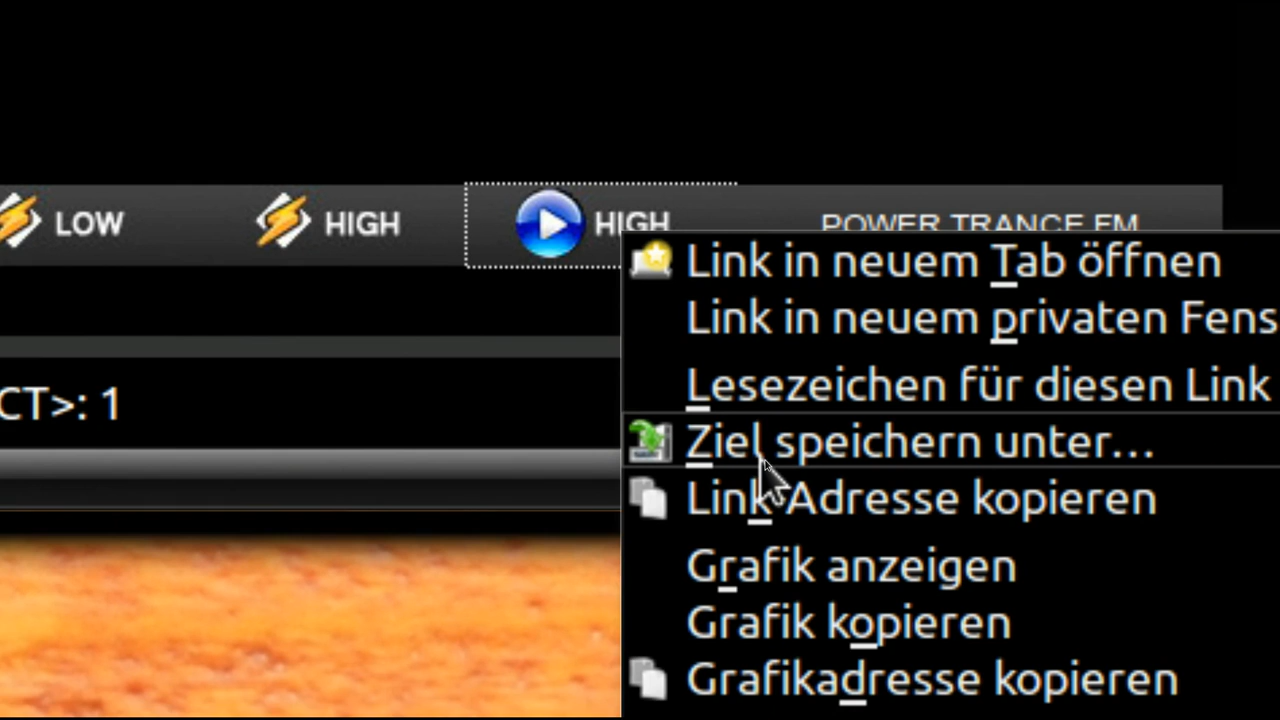 LOW HIGH HIGH POWER TRANCE FM
Link in neuem Tab öffnen
Link in neuem privaten Fens
Lesezeichen für diesen Link
CT>: 1
Ziel speichern unter...
Link-Adresse kopieren
Grafik anzeigen
Grafik kopieren
Grafikadresse kopieren